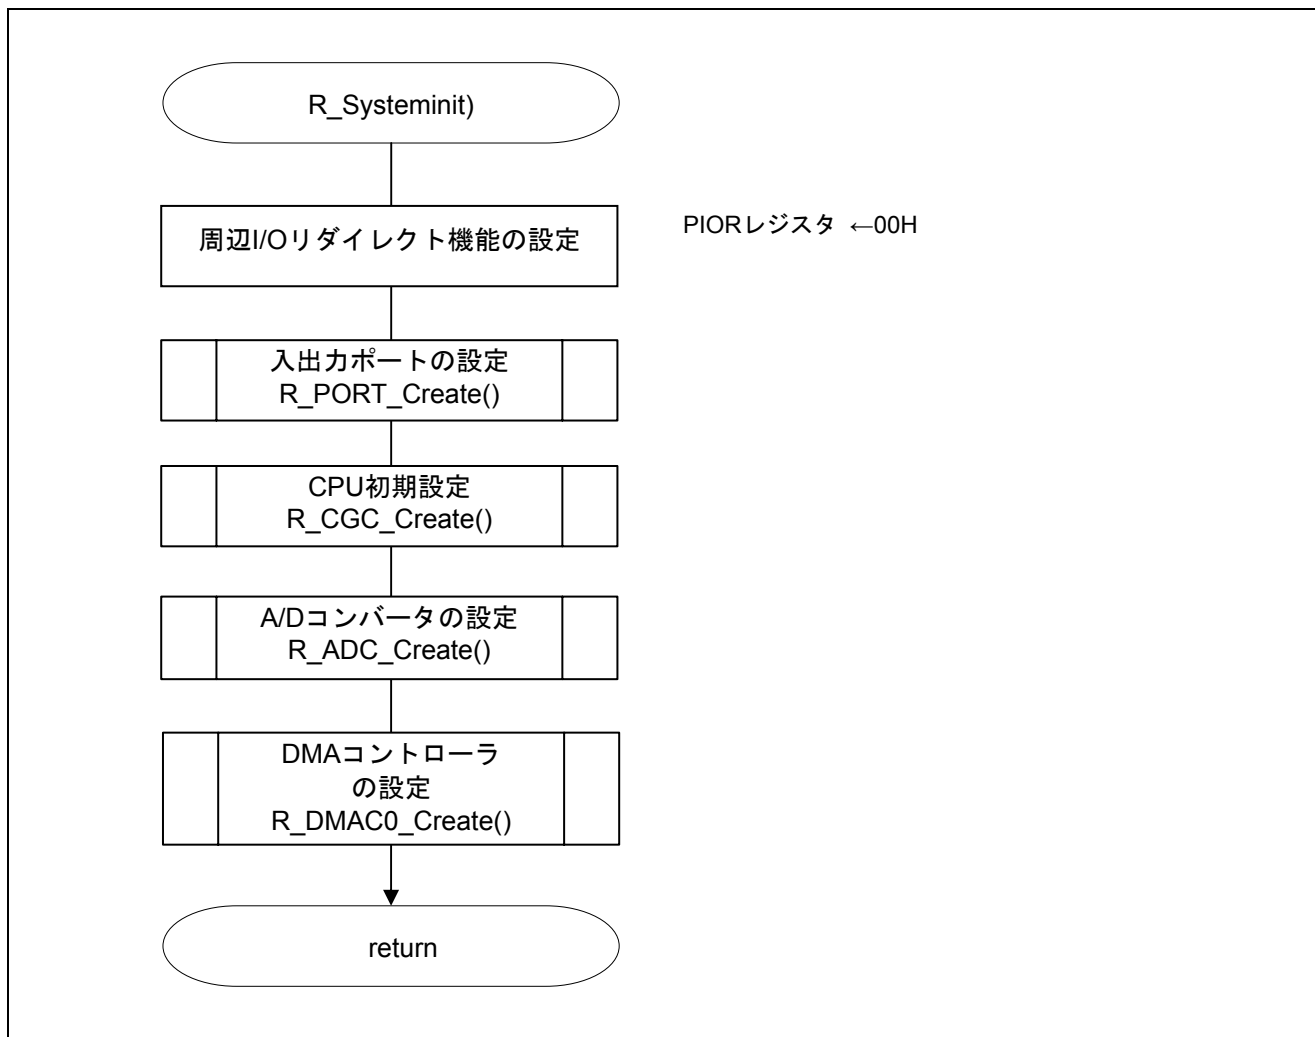 R_Systeminit)
周辺I/Oリダイレクト機能の設定
PIORレジスタ ←00H
入出力ポートの設定
R_PORT_Create()
CPU初期設定
R_CGC_Create()
A/Dコンバータの設定
R_ADC_Create()
DMAコントローラ
の設定
R_DMAC0_Create()
return